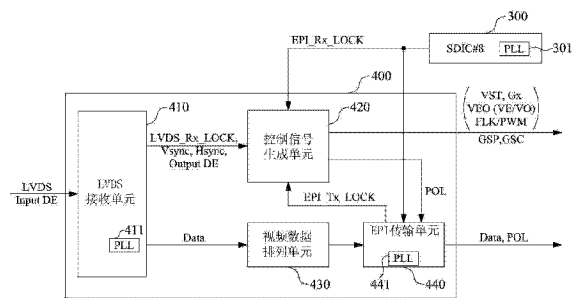 300
EPI_Rx_LOCK
SDIC#8
PLL
301
400
410
420
VST, Gx
VEO (VE/VO)
FLK/PWM
GSP,GSC
LVDS_Rx_LOCK,
Vsync, Hsync,
Output DE
控制信号
生成单元
LVDS
Input DE
LVDS
接收单元
EPI_Tx_LOCK
POL
411
PLL
Data
视频数据
排列单元
EPI传输单元
PLL
Data, POL
430
441
440